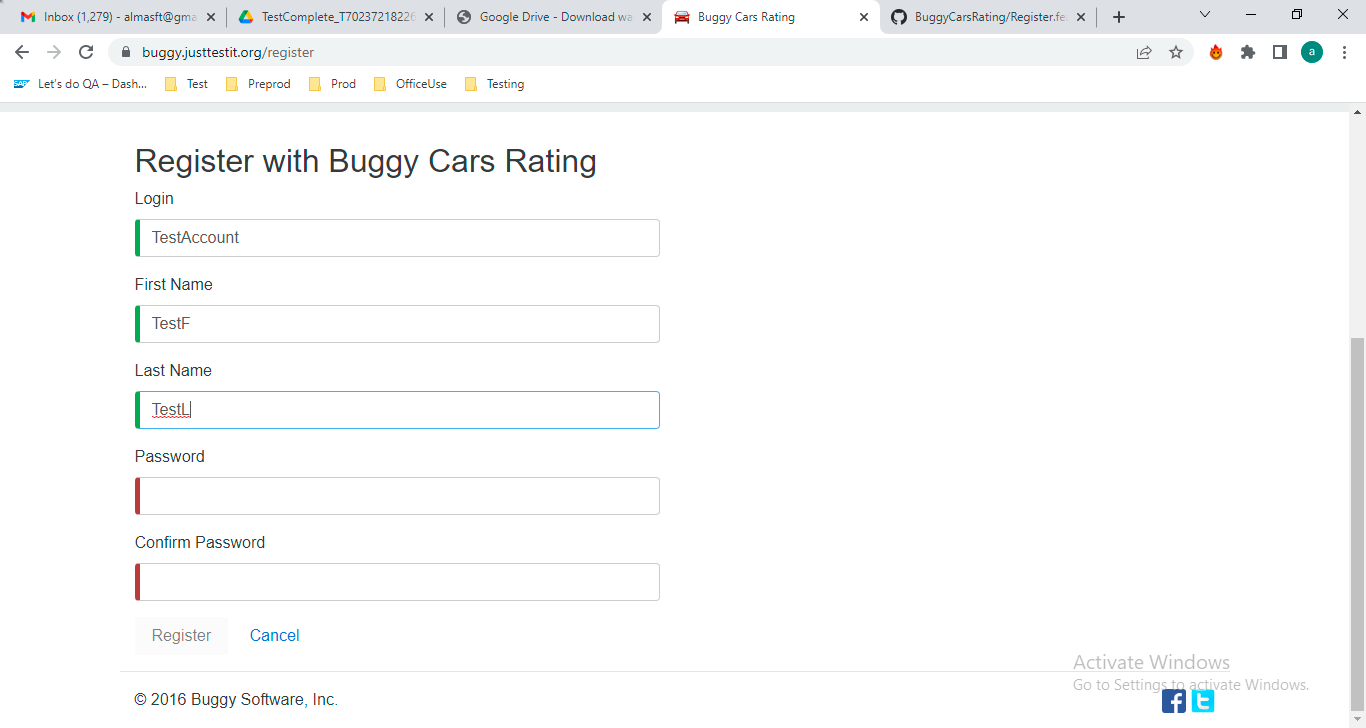 Inbox (1,279) - almasft@gma
TestComplete_T70237218226
Google Drive - Download wa
Buggy Cars Rating
BuggyCarsRating/Register.fe
buggy.justtestit.org/register
a
Let's do QA – Dash...
Test
Preprod
Prod
OfficeUse
Testing
Register with Buggy Cars Rating
Login
TestAccount
First Name
TestF
Last Name
TestL
Password
Confirm Password
Register
Cancel
Activate Windows
Go to Settings to activate Windows.
© 2016 Buggy Software, Inc.